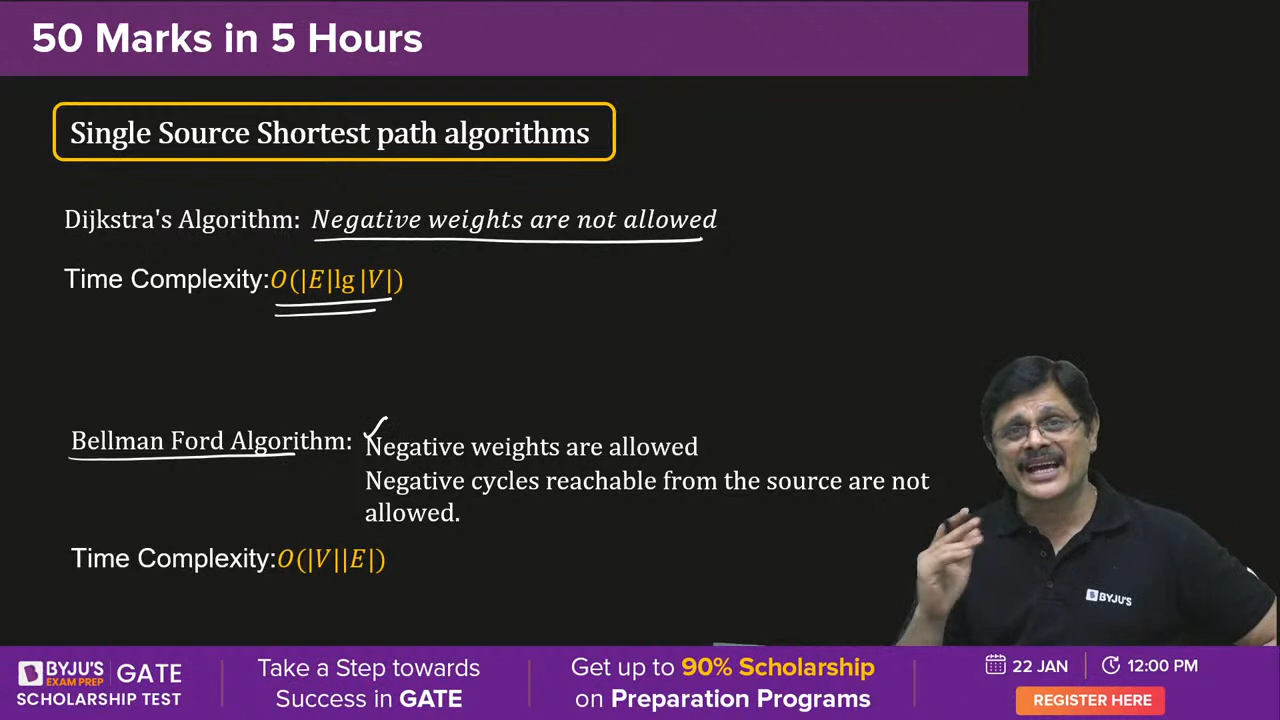 50 Marks in 5 Hours
Single Source Shortest path algorithms
Dijkstra's Algorithm: Negative weights are not allowed
Time Complexity:O(|E|lg |V|)
Bellman Ford Algorithm: Negative weights are allowed
Negative cycles reachable from the source are not
allowed.
Time Complexity:O(|V||E|)
BYJU'S
BYJU'S
EXAM PREP
GATE
SCHOLARSHIP TEST
Take a Step towards
Success in GATE
Get up to 90% Scholarship
on Preparation Programs
22 JAN
12:00 PM
REGISTER HERE